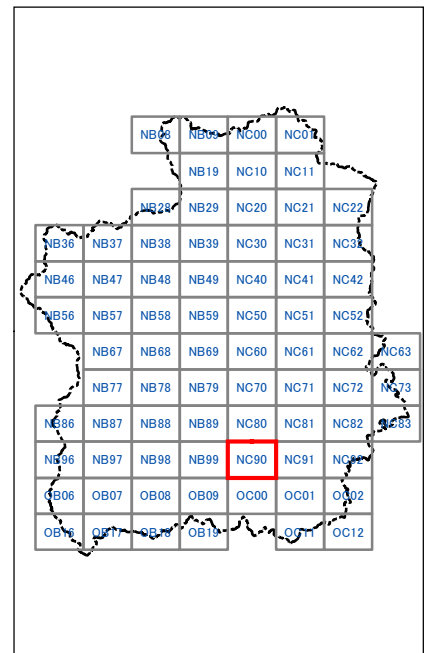 NB08 NB09 NC00 NC01
NB19 NC10 NC11
NB28 NB29 NC20 NC21 NC22
NB36 NB37 NB38 NB39 NC30 NC31 NC32
NB46 NB47 NB48 NB49 NC40 NC41 NC42
NB56 NB57 NB58 NB59 NC50 NC51 NC52
NB67 NB68 NB69 NC60 NC61 NC62 NC63
NB77 NB78 NB79 NC70 NC71 NC72 NC73
NB86 NB87 NB88 NB89 NC80 NC81 NC82 NC83
NB96 NB97 NB98 NB99 NC90 NC91 NC92
OB06 OB07 OB08 OB09 OC00 OC01 OC02
OB16 OB17 OB18 OB19 OC11 OC12